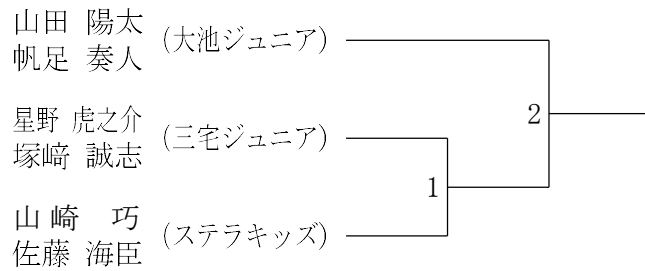 山田 陽太
帆足 奏人
(大池ジュニア)
星野 虎之介
塚﨑 誠志
(三宅ジュニア)
山崎 巧
佐藤 海臣
(ステラキッズ)
1
2